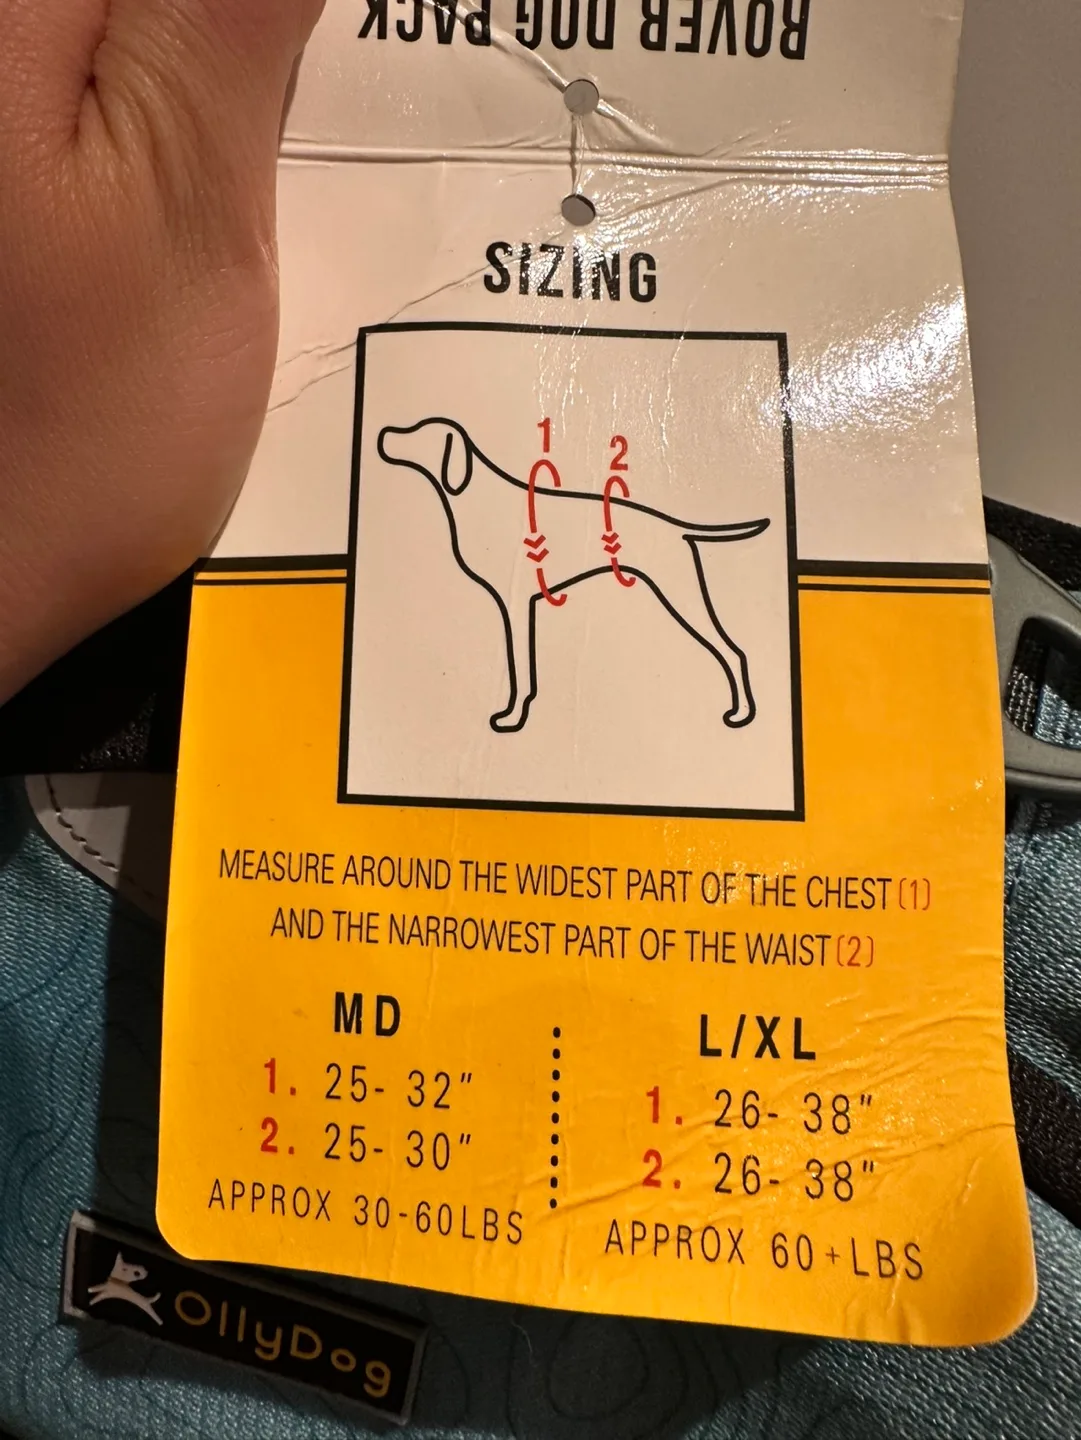 ROVER DOG PACK
SIZING
1
2
MEASURE AROUND THE WIDEST PART OF THE CHEST (1)
AND THE NARROWEST PART OF THE WAIST (2)
MD
1. 25- 32"
2. 25- 30"
APPROX 30-60LBS
L/XL
1. 26- 38"
2. 26- 38"
APPROX 60+LBS
OllyDog